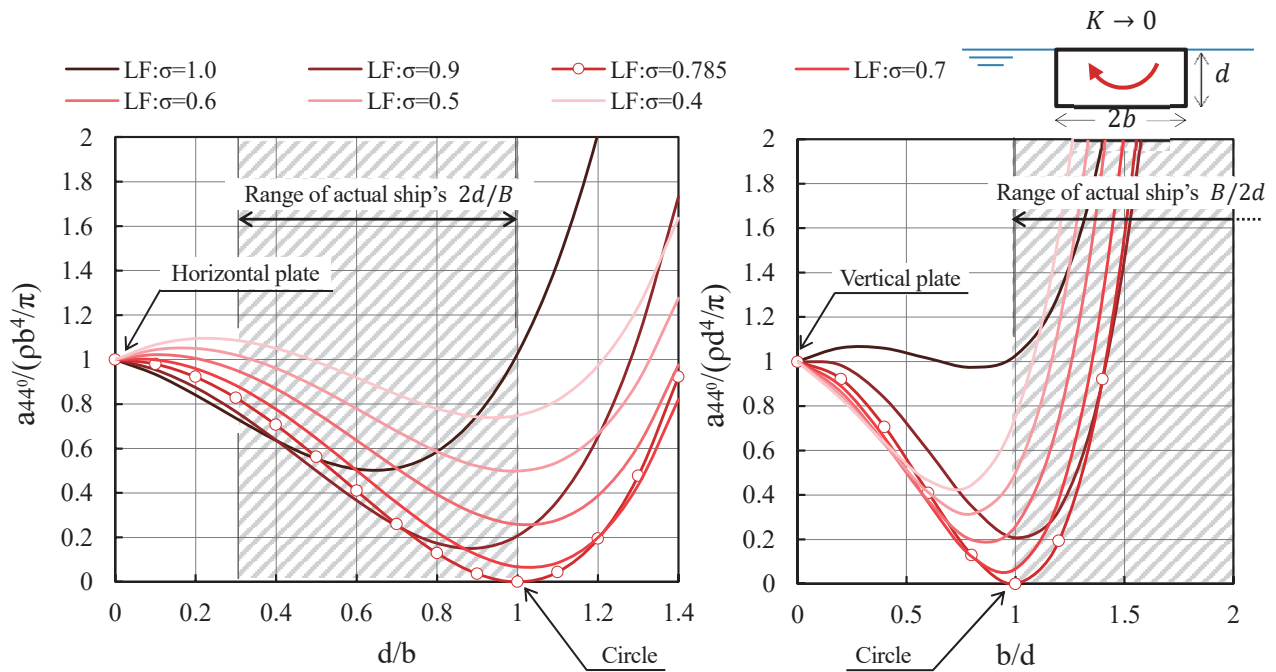 K → 0
LF:σ=1.0
LF:σ=0.9
LF:σ=0.785
LF:σ=0.7
LF:σ=0.6
LF:σ=0.5
LF:σ=0.4
d
2b
2
1.8
1.6
1.4
1.2
1
0.8
0.6
0.4
0.2
0
a44⁰/(ρb⁴/π)
Range of actual ship's 2d/B
Horizontal plate
0
0.2
0.4
0.6
0.8
1
1.2
1.4
d/b
Circle
2
1.8
1.6
1.4
1.2
1
0.8
0.6
0.4
0.2
0
a44⁰/(ρd⁴/π)
Range of actual ship's B/2d
Vertical plate
0
0.5
1
1.5
2
b/d
Circle